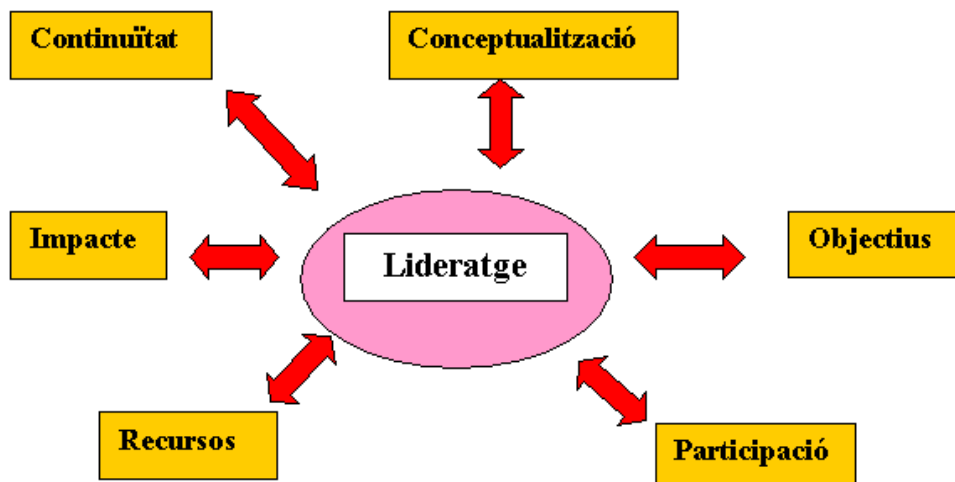 Continuïtat
Conceptualització
Impacte
Lideratge
Objectius
Recursos
Participació